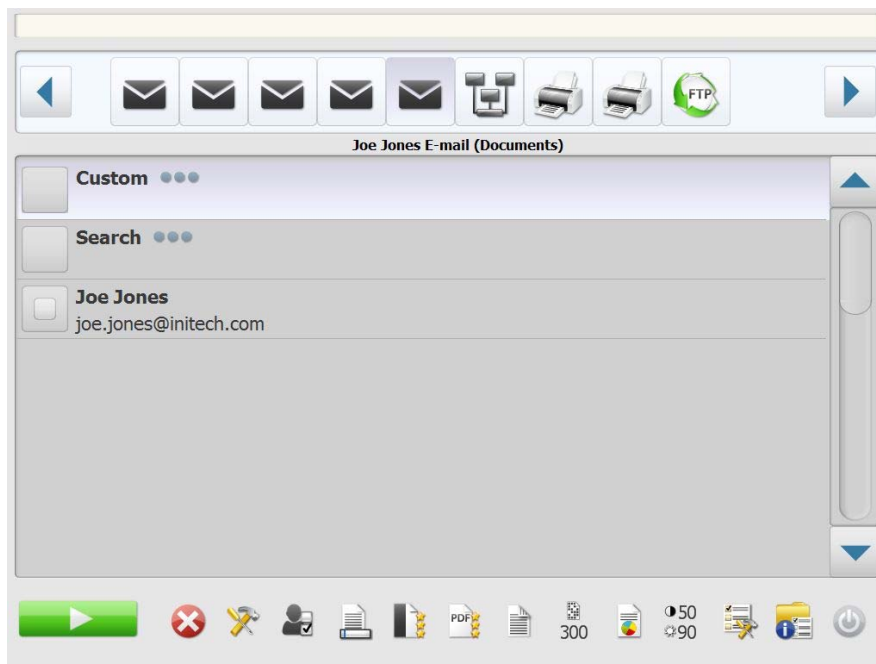 FTP
Joe Jones E-mail (Documents)
Custom
Search
Joe Jones
joe.jones@initech.com
PDF
300
50
90